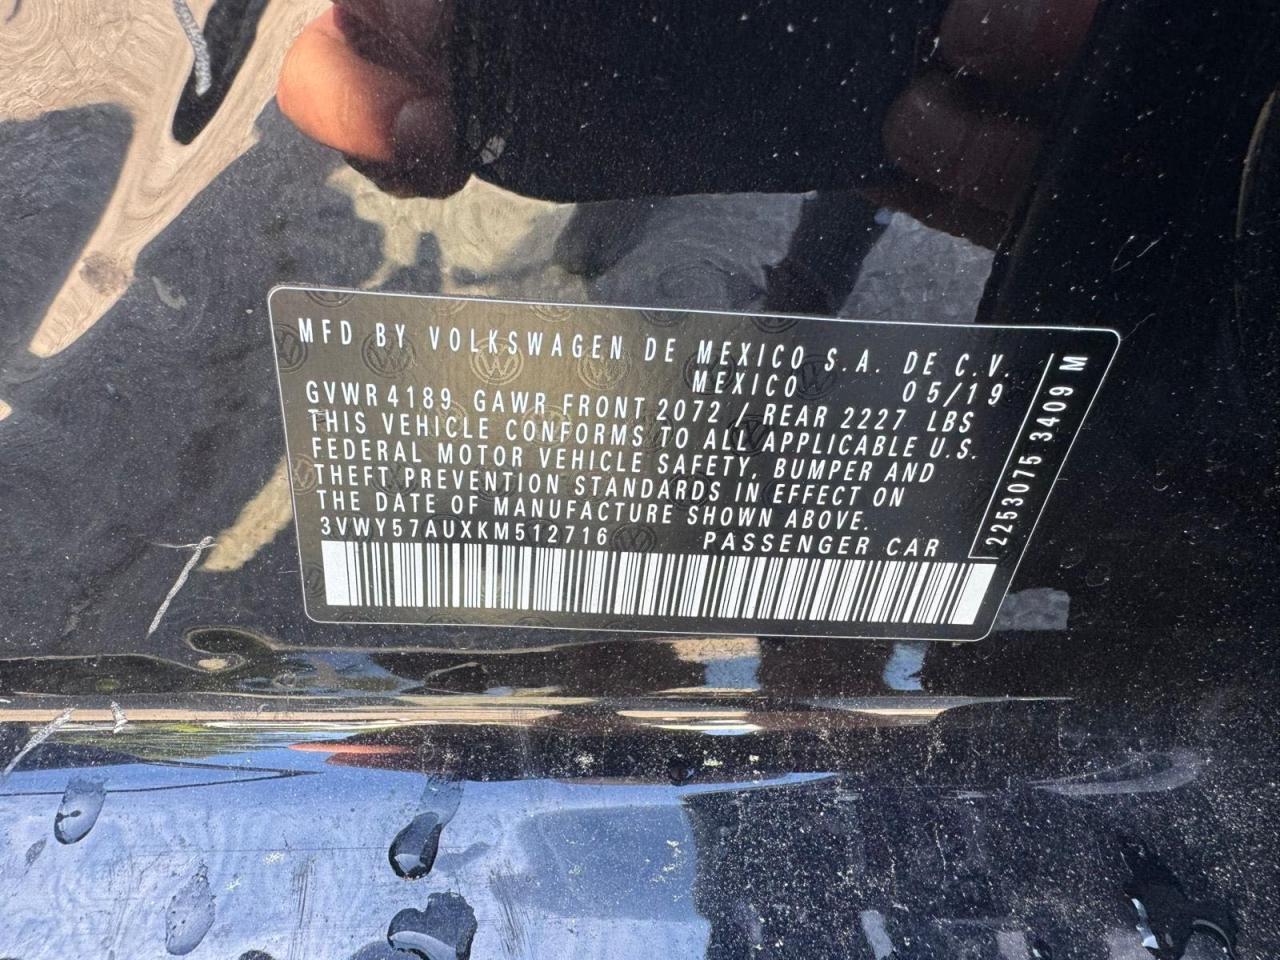 MFD BY VOLKSWAGEN DE MEXICO S.A. DE C.V.
MEXICO 05/19
GVWR 4189 GAWR FRONT 2072 / REAR 2227 LBS
THIS VEHICLE CONFORMS TO ALL APPLICABLE U.S.
FEDERAL MOTOR VEHICLE SAFETY, BUMPER AND
THEFT PREVENTION STANDARDS IN EFFECT ON
THE DATE OF MANUFACTURE SHOWN ABOVE.
3VWY57AUXKM512716 PASSENGER CAR
2253075 3409 M